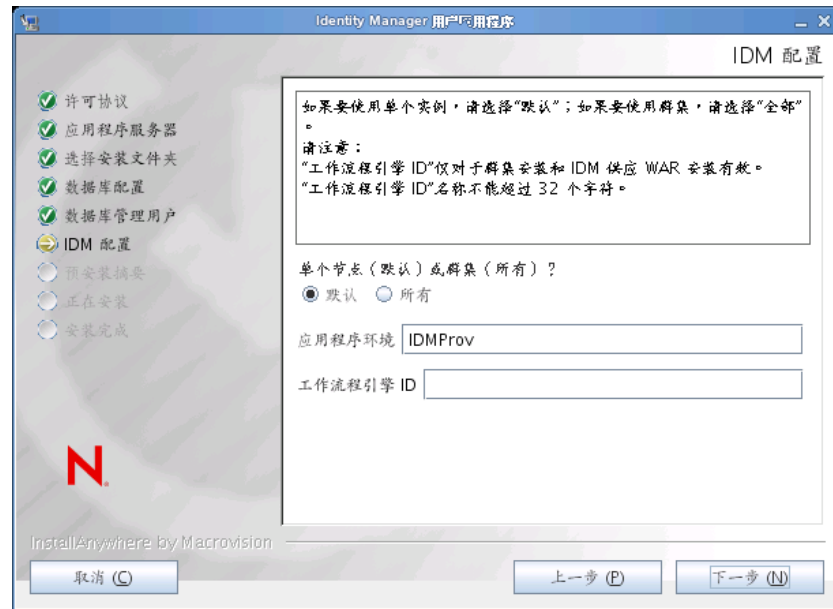 Identity Manager 用户应用程序
IDM 配置
许可协议
应用程序服务器
选择安装文件夹
数据库配置
数据库管理用户
IDM 配置
预安装摘要
正在安装
安装完成
如果要使用单个实例，请选择“默认”；如果要使用群集，请选择“全部”
。
请注意：
“工作流程引擎 ID”仅对于群集安装和 IDM 供应 WAR 安装有效。
“工作流程引擎 ID”名称不能超过 32 个字符。
单个节点（默认）或群集（所有）？
默认 所有
应用程序环境 IDMProv
工作流程引擎 ID
N
InstallAnywhere by Macrovision
取消 (C) 上一步 (P) 下一步 (N)